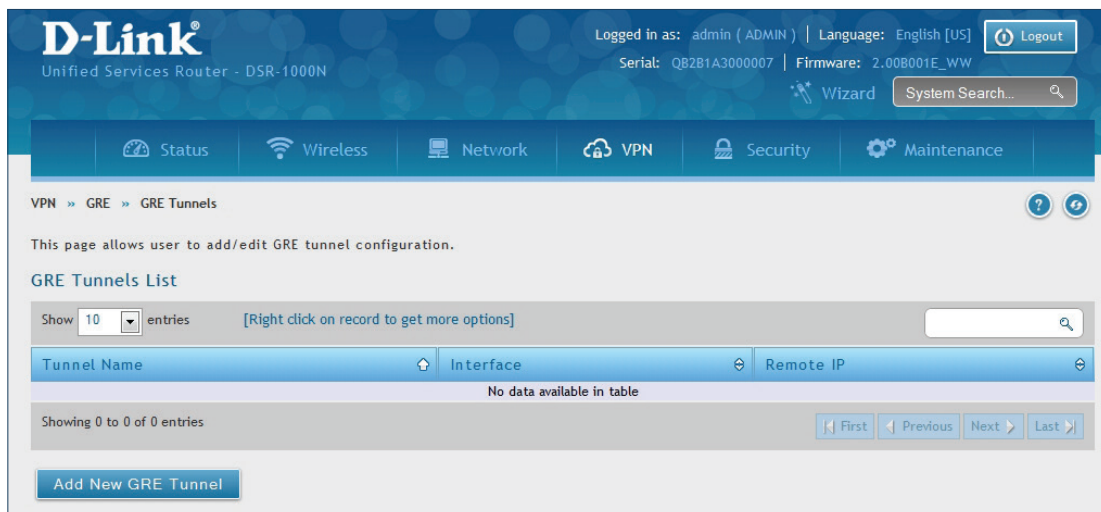 D-Link®
Unified Services Router - DSR-1000N
Logged in as: admin ( ADMIN ) | Language: English [US] Logout
Serial: QB2B1A3000007 | Firmware: 2.00B001E_WW
Wizard System Search...
Status Wireless Network VPN Security Maintenance
VPN » GRE » GRE Tunnels
This page allows user to add/edit GRE tunnel configuration.
GRE Tunnels List
Show 10 entries [Right click on record to get more options]
Tunnel Name Interface Remote IP
No data available in table
Showing 0 to 0 of 0 entries First Previous Next Last
Add New GRE Tunnel